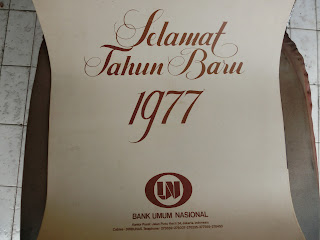 Selamat
Tahun Baru
1977
UN
BANK UMUM NASIONAL